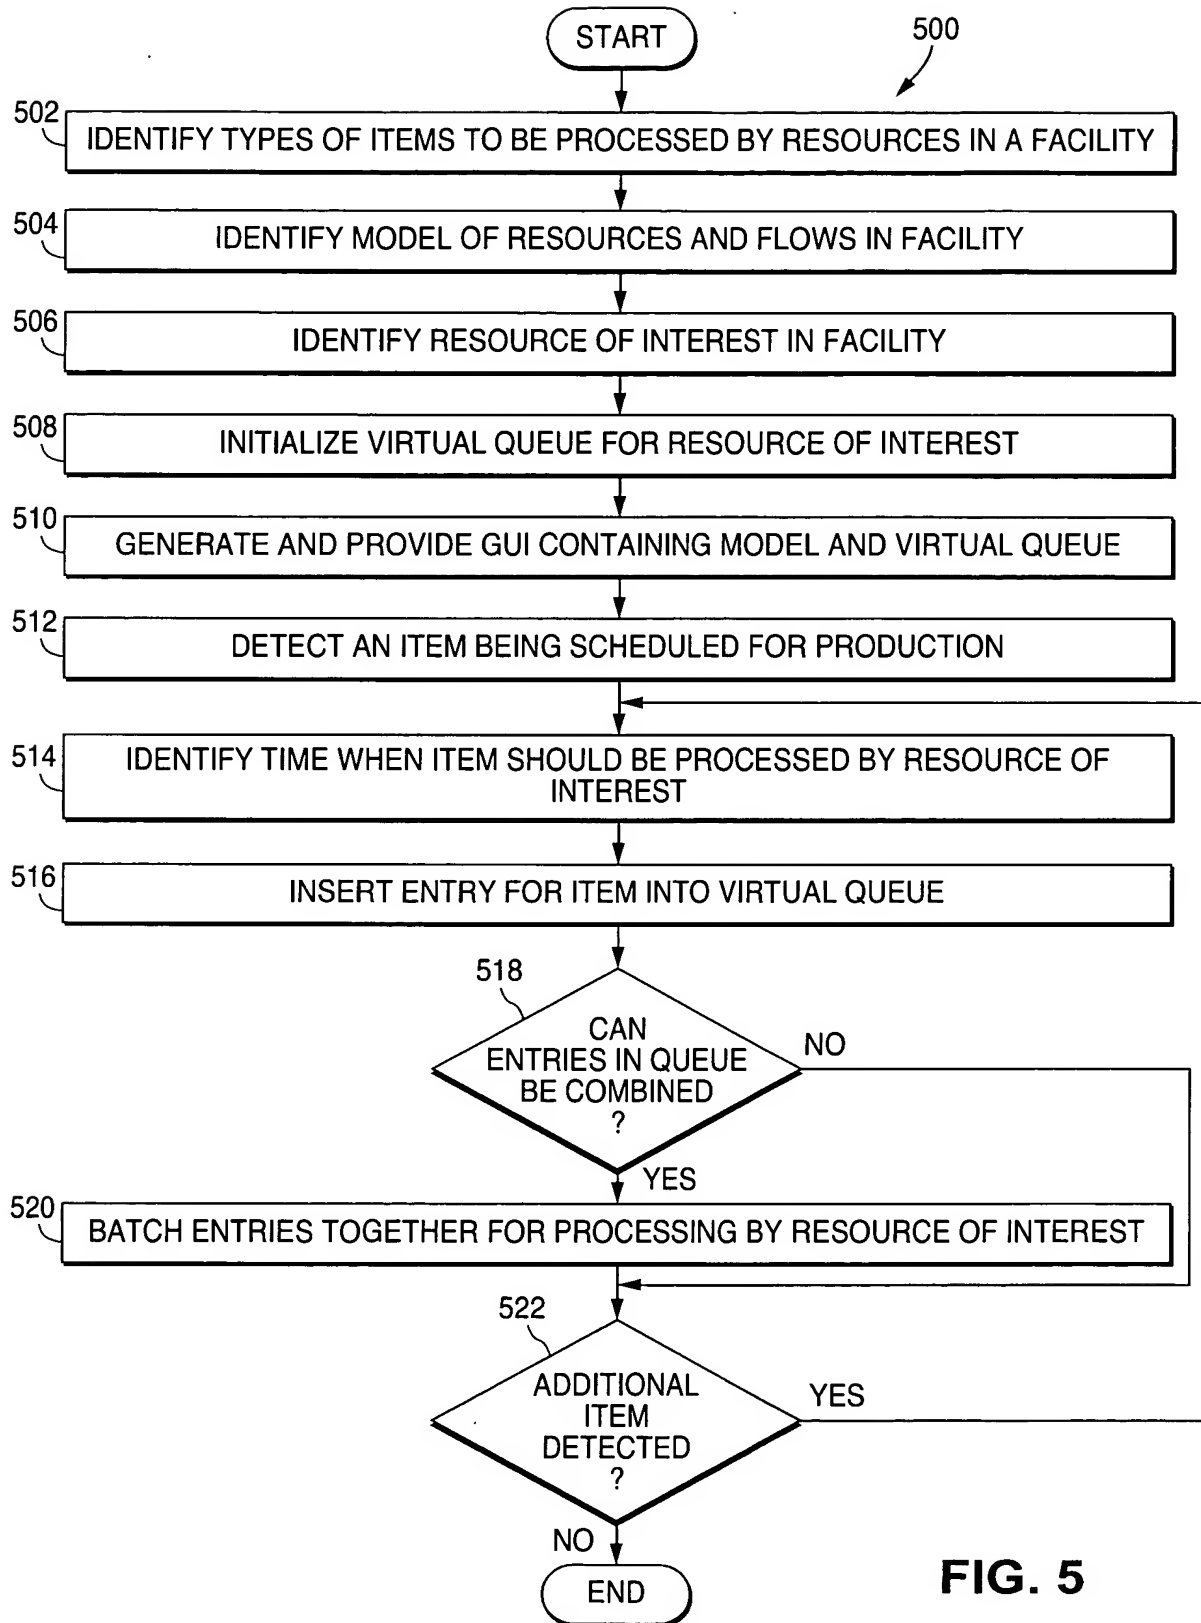 START
500
502
IDENTIFY TYPES OF ITEMS TO BE PROCESSED BY RESOURCES IN A FACILITY
504
IDENTIFY MODEL OF RESOURCES AND FLOWS IN FACILITY
506
IDENTIFY RESOURCE OF INTEREST IN FACILITY
508
INITIALIZE VIRTUAL QUEUE FOR RESOURCE OF INTEREST
510
GENERATE AND PROVIDE GUI CONTAINING MODEL AND VIRTUAL QUEUE
512
DETECT AN ITEM BEING SCHEDULED FOR PRODUCTION
514
IDENTIFY TIME WHEN ITEM SHOULD BE PROCESSED BY RESOURCE OF
INTEREST
516
INSERT ENTRY FOR ITEM INTO VIRTUAL QUEUE
518
CAN
ENTRIES IN QUEUE
BE COMBINED
?
NO
YES
520
BATCH ENTRIES TOGETHER FOR PROCESSING BY RESOURCE OF INTEREST
522
ADDITIONAL
ITEM
DETECTED
?
YES
NO
END
FIG. 5